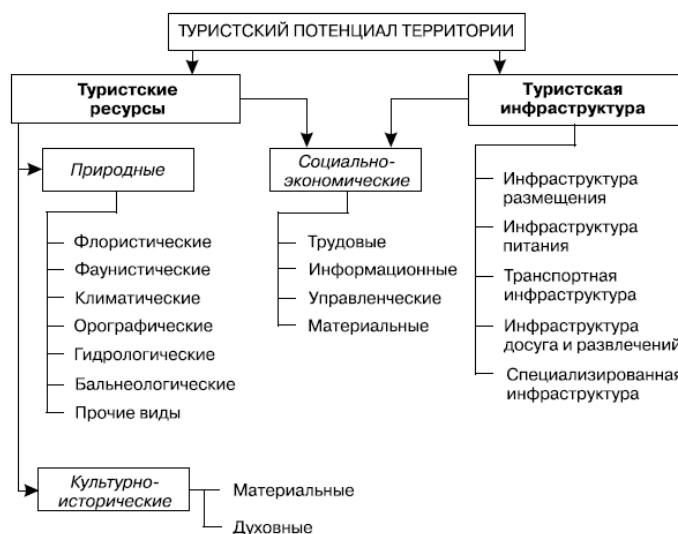 ТУРИСТСКИЙ ПОТЕНЦИАЛ ТЕРРИТОРИИ
Туристские
ресурсы
Туристская
инфраструктура
Природные
Социально-
экономические
Флористические
Фаунистические
Климатические
Орографические
Гидрологические
Бальнеологические
Прочие виды
Трудовые
Информационные
Управленческие
Материальные
Инфраструктура
размещения
Инфраструктура
питания
Транспортная
инфраструктура
Инфраструктура
досуга и развлечений
Специализированная
инфраструктура
Культурно-
исторические
Материальные
Духовные